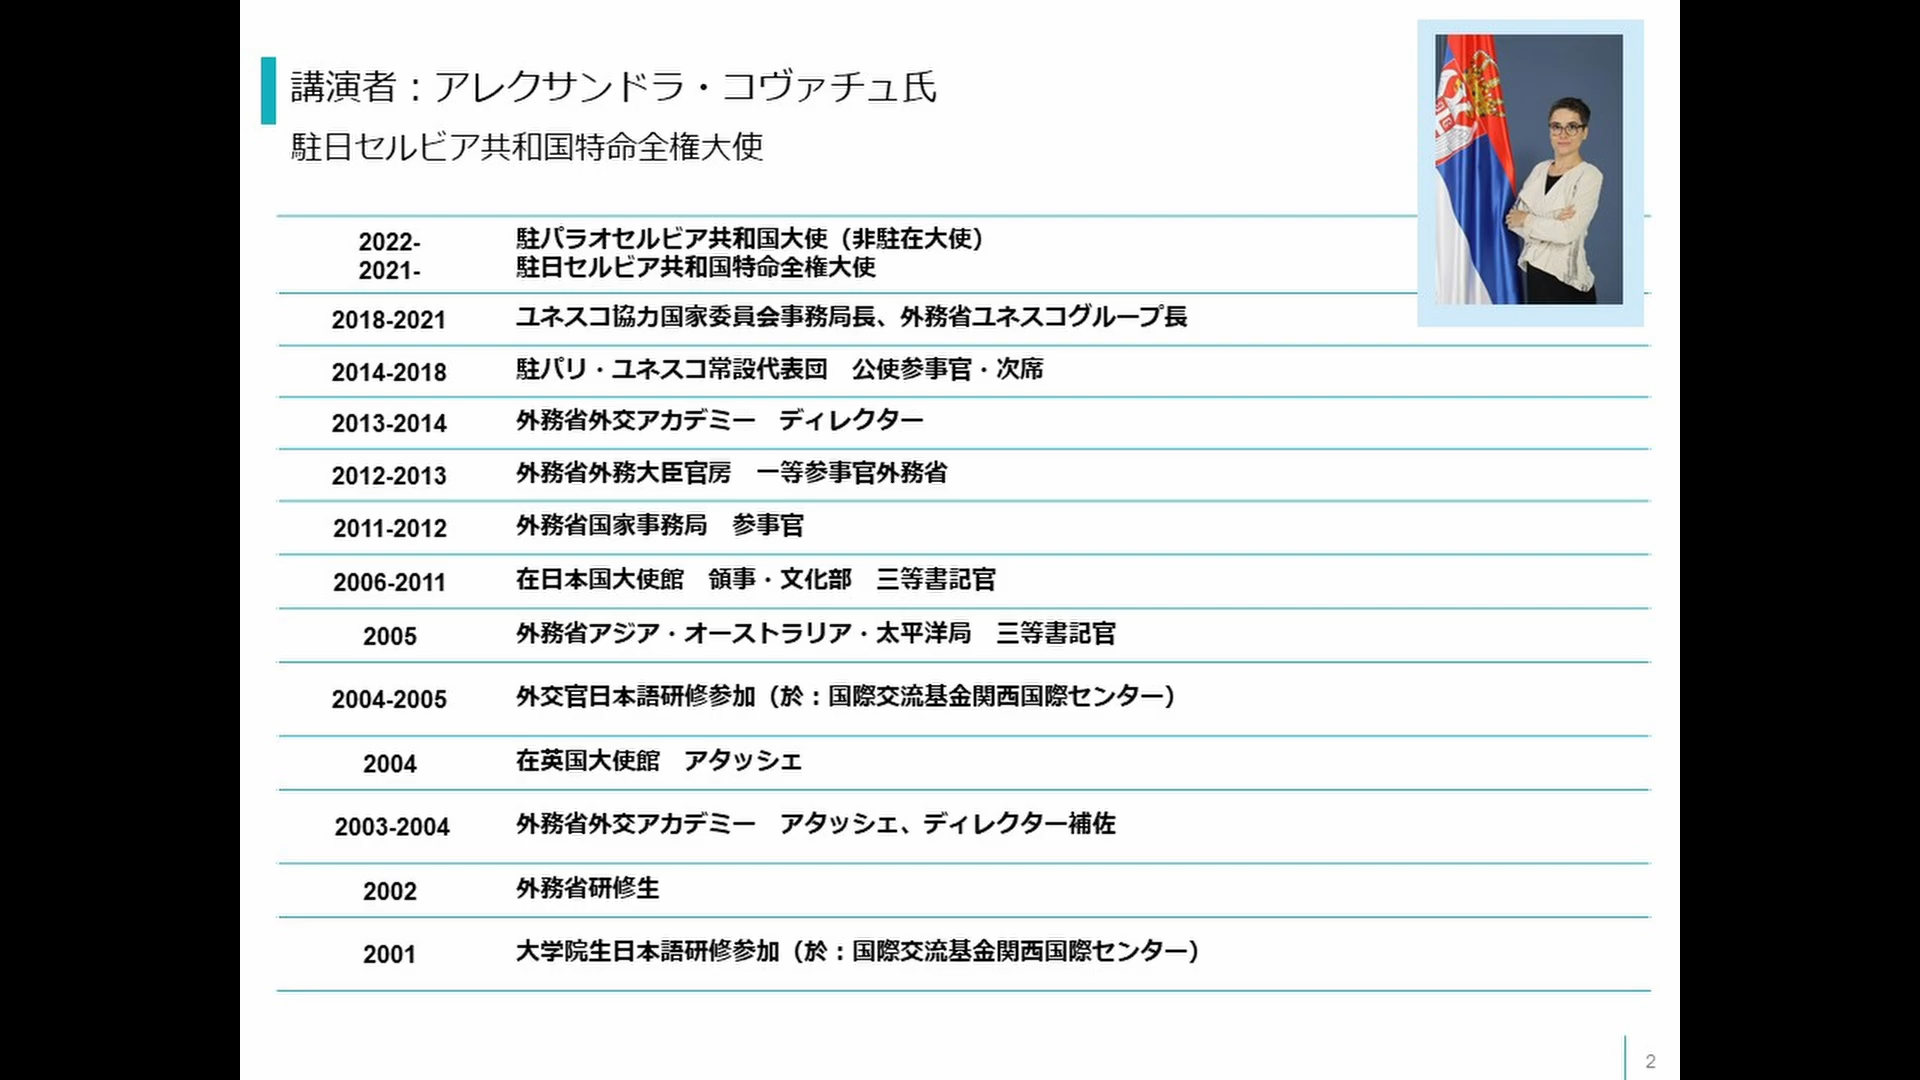 講演者：アレクサンドラ・コヴァチュ氏
駐日セルビア共和国特命全権大使
2022- 駐パラオセルビア共和国大使（非駐在大使）
2021- 駐日セルビア共和国特命全権大使
2018-2021 ユネスコ協力国家委員会事務局長、外務省ユネスコグループ長
2014-2018 駐パリ・ユネスコ常設代表団　公使参事官・次席
2013-2014 外務省外交アカデミー　ディレクター
2012-2013 外務省外務大臣官房　一等参事官外務省
2011-2012 外務省国家事務局　参事官
2006-2011 在日本国大使館　領事・文化部　三等書記官
2005 外務省アジア・オーストラリア・太平洋局　三等書記官
2004-2005 外交官日本語研修参加（於：国際交流基金関西国際センター）
2004 在英国大使館　アタッシェ
2003-2004 外務省外交アカデミー　アタッシェ、ディレクター補佐
2002 外務省研修生
2001 大学院生日本語研修参加（於：国際交流基金関西国際センター）
2